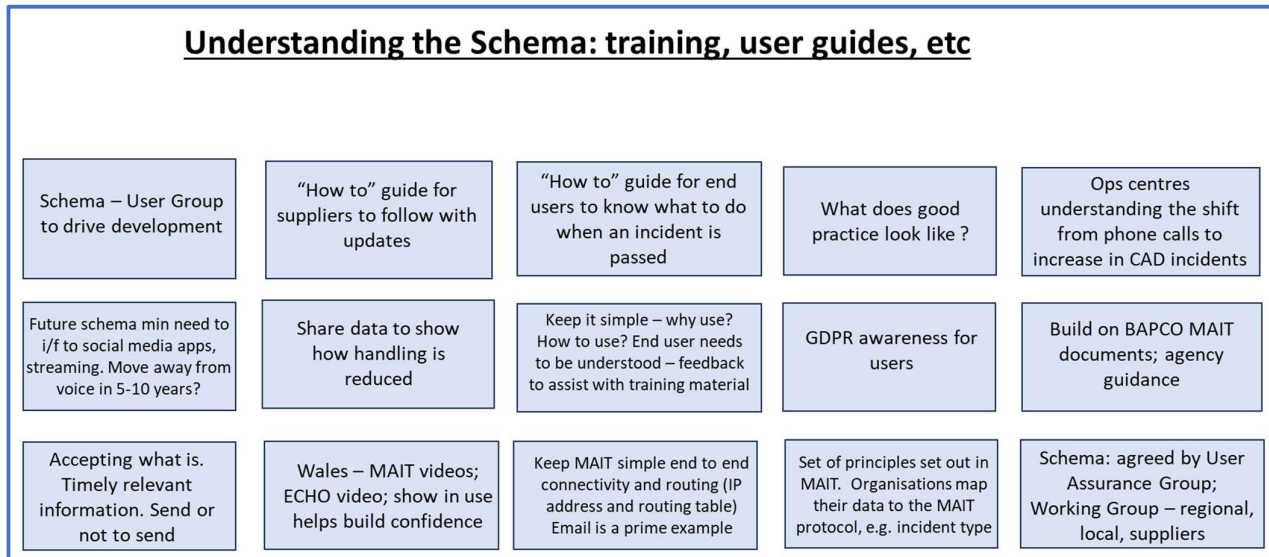 Understanding the Schema: training, user guides, etc
Schema – User Group
to drive development
“How to” guide for
suppliers to follow with
updates
“How to” guide for end
users to know what to do
when an incident is
passed
What does good
practice look like ?
Ops centres
understanding the shift
from phone calls to
increase in CAD incidents
Future schema min need to
i/f to social media apps,
streaming. Move away from
voice in 5-10 years?
Share data to show
how handling is
reduced
Keep it simple – why use?
How to use? End user needs
to be understood – feedback
to assist with training material
GDPR awareness for
users
Build on BAPCO MAIT
documents; agency
guidance
Accepting what is.
Timely relevant
information. Send or
not to send
Wales – MAIT videos;
ECHO video; show in use
helps build confidence
Keep MAIT simple end to end
connectivity and routing (IP
address and routing table)
Email is a prime example
Set of principles set out in
MAIT.  Organisations map
their data to the MAIT
protocol, e.g. incident type
Schema: agreed by User
Assurance Group;
Working Group – regional,
local, suppliers